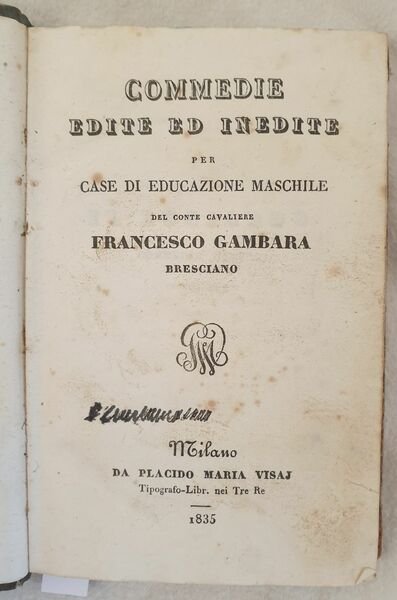 COMMEDIE
EDITE ED INEDITE
PER
CASE DI EDUCAZIONE MASCHILE
DEL CONTE CAVALIERE
FRANCESCO GAMBARA
BRESCIANO
Milano
DA PLACIDO MARIA VISAJ
Tipografo-Libr. nei Tre Re
1835